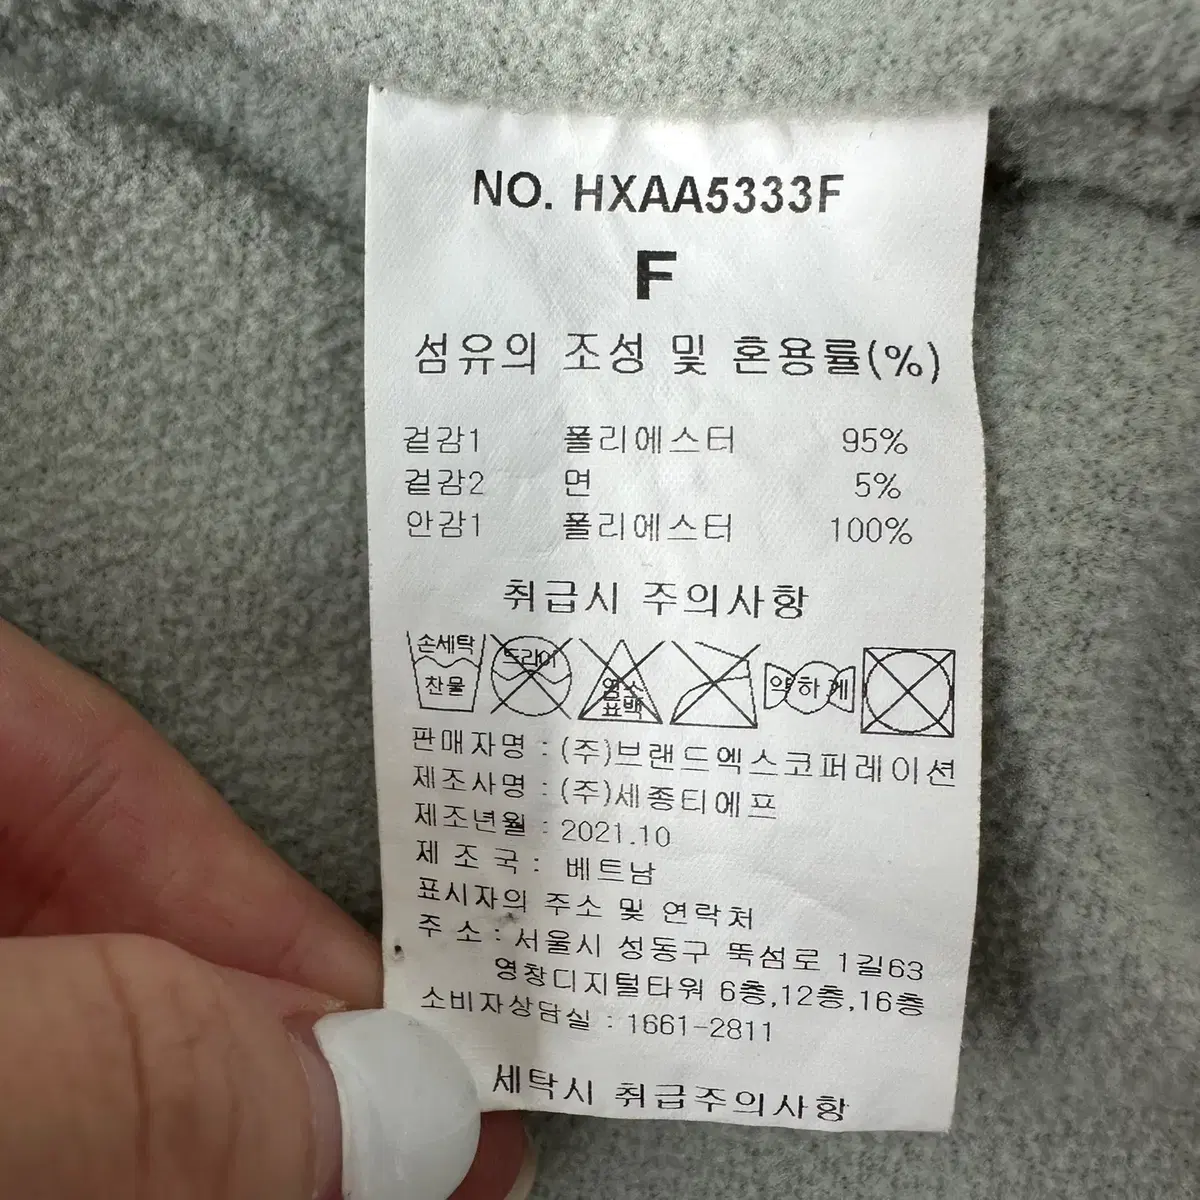 NO. HXAA5333F
F
섬유의 조성 및 혼용률(%)
겉감1 폴리에스터 95%
겉감2 면 5%
안감1 폴리에스터 100%
취급시 주의사항
손세탁 드라이 염소 약하게
찬물 표백
판매자명 : (주)브랜드엑스코퍼레이션
제조사명 : (주)세종티에프
제조년월 : 2021.10
제 조 국 : 베트남
표시자의 주소 및 연락처
주 소 : 서울시 성동구 뚝섬로 1길63
영창디지털타워 6층,12층,16층
소비자상담실 : 1661-2811
세탁시 취급주의사항